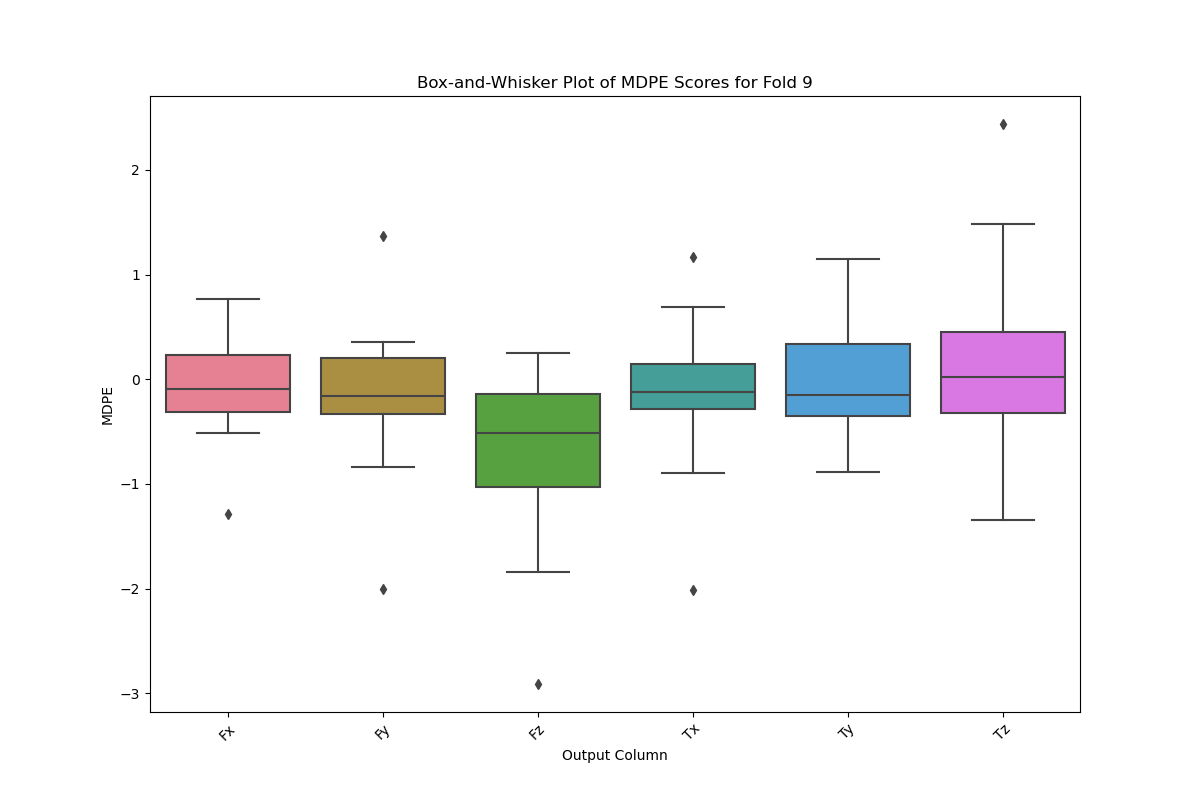 Box-and-Whisker Plot of MDPE Scores for Fold 9
MDPE
2
1
0
−1
−2
−3
Fx
Fy
Fz
Tx
Ty
Tz
Output Column